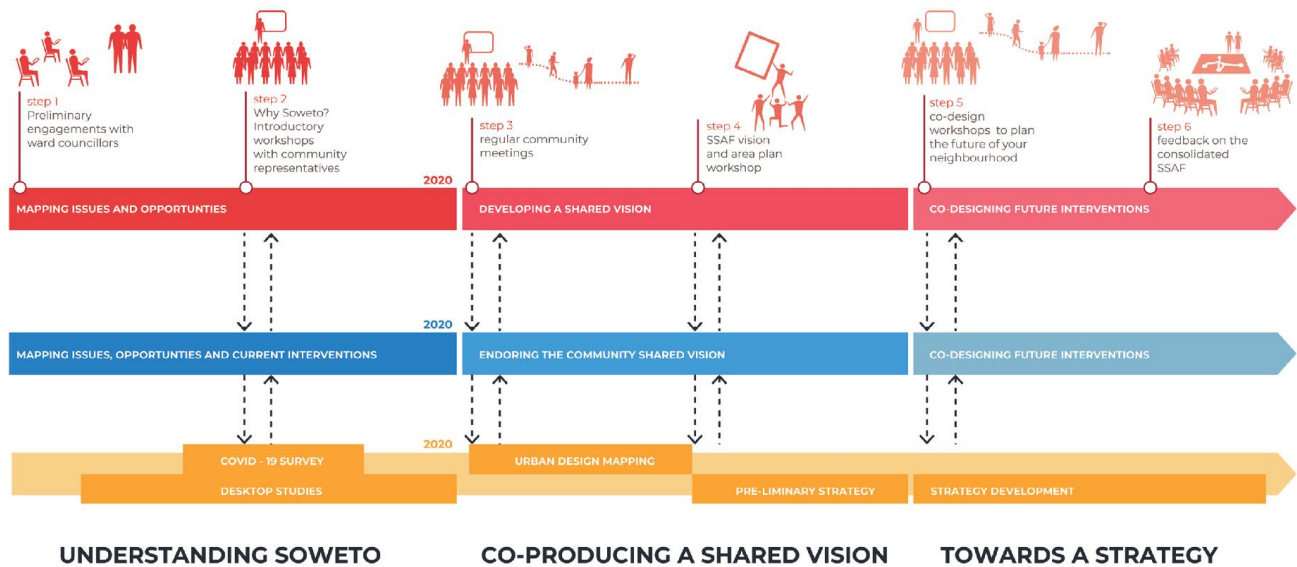 step 1
Preliminary
engagements with
ward councillors
step 2
Why Soweto?
Introductory
workshops
with community
representatives
step 3
regular community
meetings
step 4
SSAF vision
and area plan
workshop
step 5
co-design
workshops to plan
the future of your
neighbourhood
step 6
feedback on the
consolidated
SSAF
2020
MAPPING ISSUES AND OPPORTUNTIES
DEVELOPING A SHARED VISION
CO-DESIGNING FUTURE INTERVENTIONS
2020
MAPPING ISSUES, OPPORTUNTIES AND CURRENT INTERVENTIONS
ENDORING THE COMMUNITY SHARED VISION
CO-DESIGNING FUTURE INTERVENTIONS
2020
COVID - 19 SURVEY
URBAN DESIGN MAPPING
DESKTOP STUDIES
PRE-LIMINARY STRATEGY
STRATEGY DEVELOPMENT
UNDERSTANDING SOWETO
CO-PRODUCING A SHARED VISION
TOWARDS A STRATEGY